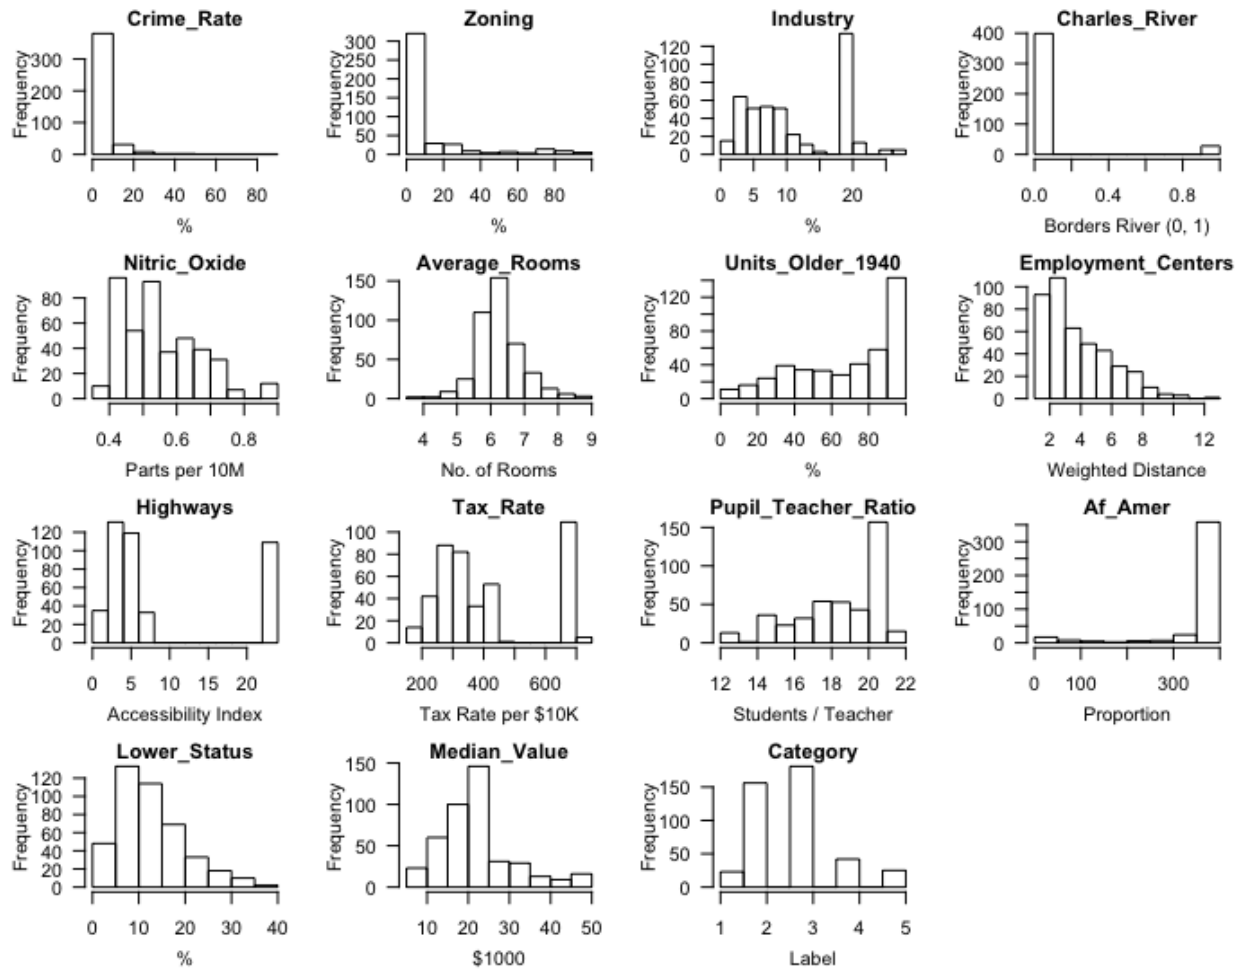 Crime_Rate
Frequency
300
200
100
0
0 20 40 60 80
%
Zoning
Frequency
300
250
200
150
100
50
0
0 20 40 60 80
%
Industry
Frequency
120
100
80
60
40
20
0
0 5 10 20
%
Charles_River
Frequency
400
300
200
100
0
0.0 0.4 0.8
Borders River (0, 1)
Nitric_Oxide
Frequency
80
60
40
20
0
0.4 0.6 0.8
Parts per 10M
Average_Rooms
Frequency
150
100
50
0
4 5 6 7 8 9
No. of Rooms
Units_Older_1940
Frequency
120
80
40
0
0 20 40 60 80
%
Employment_Centers
Frequency
100
80
60
40
20
0
2 4 6 8 12
Weighted Distance
Highways
Frequency
120
100
80
60
40
20
0
0 5 10 15 20
Accessibility Index
Tax_Rate
Frequency
100
80
60
40
20
0
200 400 600
Tax Rate per $10K
Pupil_Teacher_Ratio
Frequency
150
100
50
0
12 14 16 18 20 22
Students / Teacher
Af_Amer
Frequency
300
200
100
0
0 100 300
Proportion
Lower_Status
Frequency
120
100
80
60
40
20
0
0 10 20 30 40
%
Median_Value
Frequency
150
100
50
0
10 20 30 40 50
$1000
Category
Frequency
150
100
50
0
1 2 3 4 5
Label